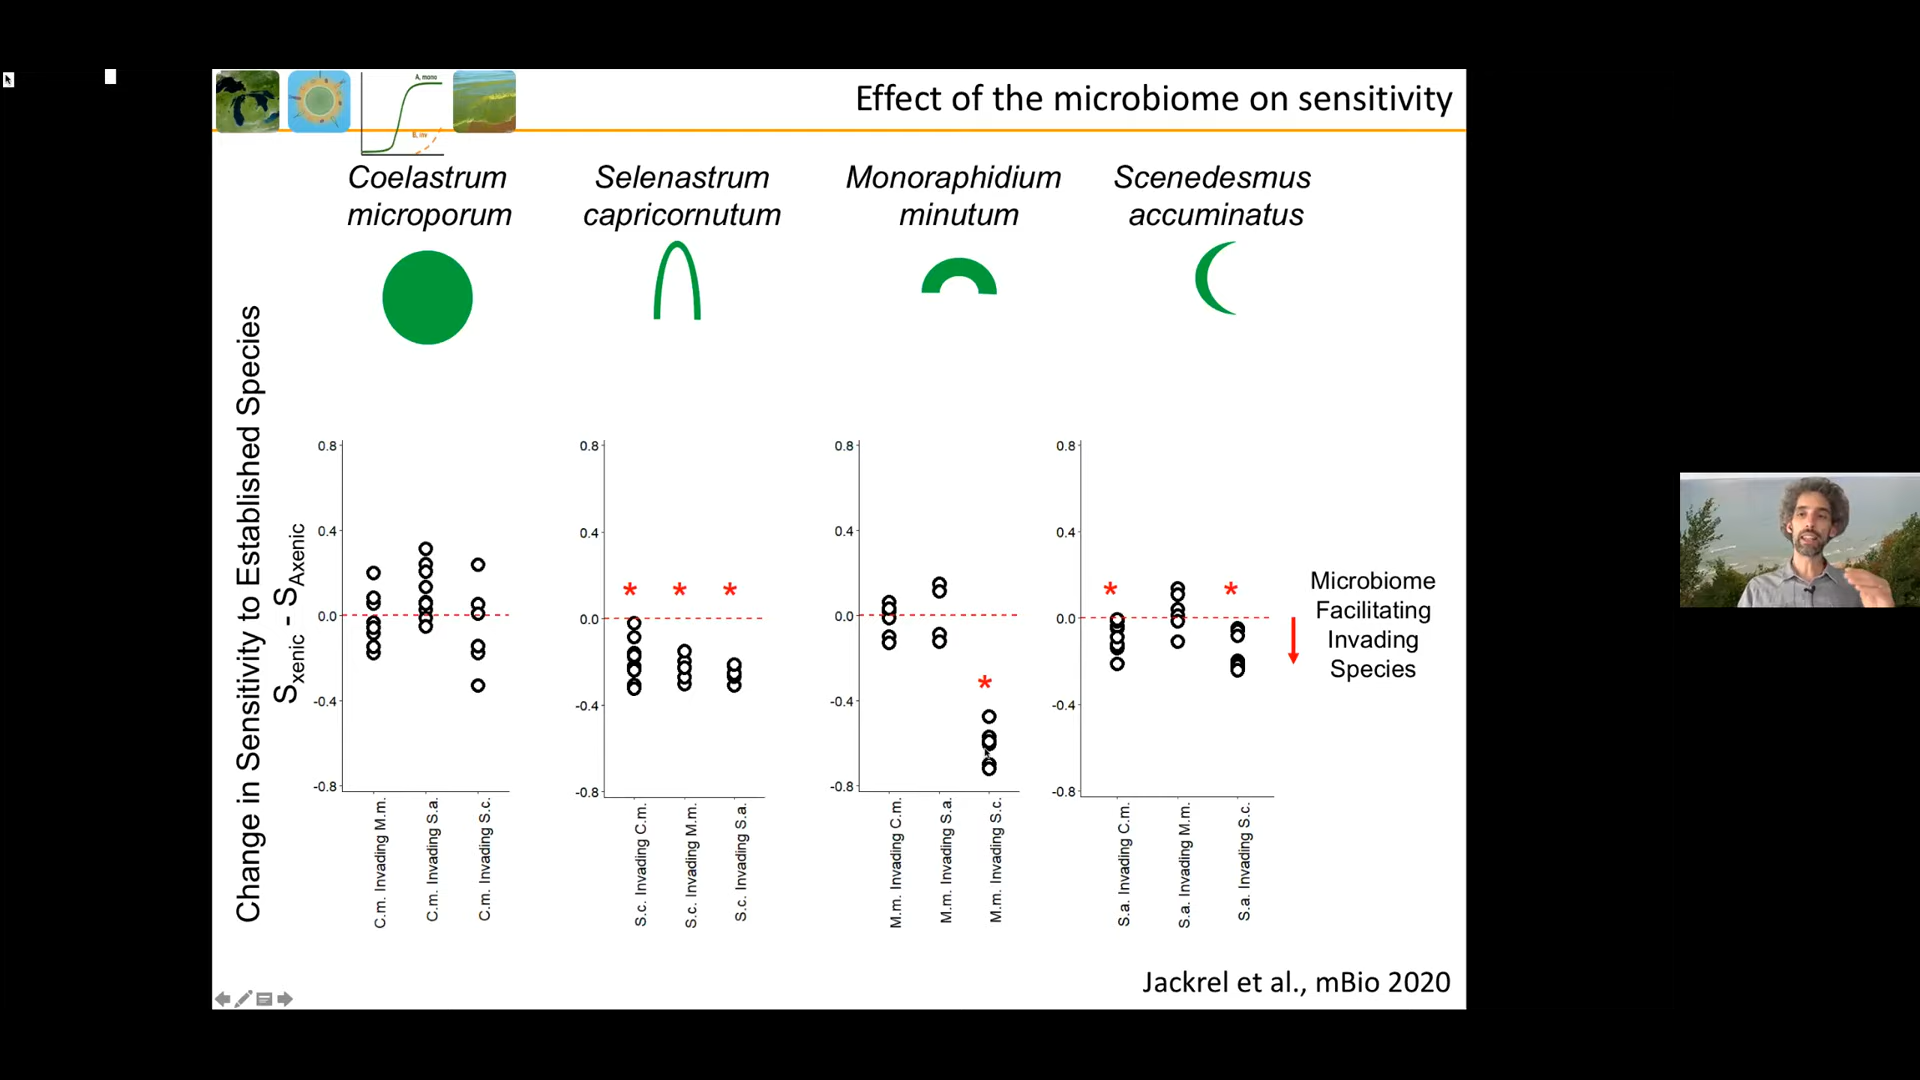 A, mono
Effect of the microbiome on sensitivity
Coelastrum
microporum
Selenastrum
capricornutum
Monoraphidium
minutum
Scenedesmus
accuminatus
Change in Sensitivity to Established Species
Sxenic - SAxenic
0.8
0.4
0.0
-0.4
-0.8
C.m. Invading M.m.
C.m. Invading S.a.
C.m. Invading S.c.
0.8
0.4
0.0
-0.4
-0.8
* * *
S.c. Invading C.m.
S.c. Invading M.m.
S.c. Invading S.a.
0.8
0.4
0.0
-0.4
-0.8
*
M.m. Invading C.m.
M.m. Invading S.a.
M.m. Invading S.c.
0.8
0.4
0.0
-0.4
-0.8
* *
S.a. Invading C.m.
S.a. Invading M.m.
S.a. Invading S.c.
Microbiome
Facilitating
Invading
Species
Jackrel et al., mBio 2020